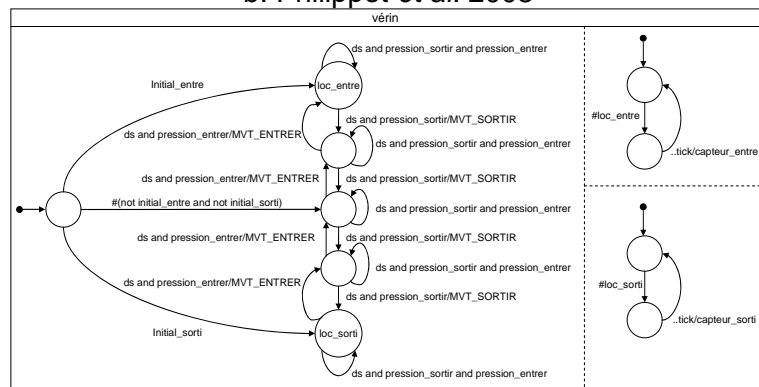 b. Philippot et al. 2005
vérin
ds and pression_sortir and pression_entrer
Initial_entre
loc_entre
ds and pression_sortir/MVT_SORTIR
ds and pression_entrer/MVT_ENTRER
ds and pression_sortir and pression_entrer
ds and pression_entrer/MVT_ENTRER
ds and pression_sortir/MVT_SORTIR
#(not initial_entre and not initial_sorti)
ds and pression_sortir and pression_entrer
ds and pression_entrer/MVT_ENTRER
ds and pression_sortir/MVT_SORTIR
ds and pression_sortir and pression_entrer
ds and pression_entrer/MVT_ENTRER
ds and pression_sortir/MVT_SORTIR
Initial_sorti
loc_sorti
ds and pression_sortir and pression_entrer
#loc_entre
..tick/capteur_entre
#loc_sorti
..tick/capteur_sorti